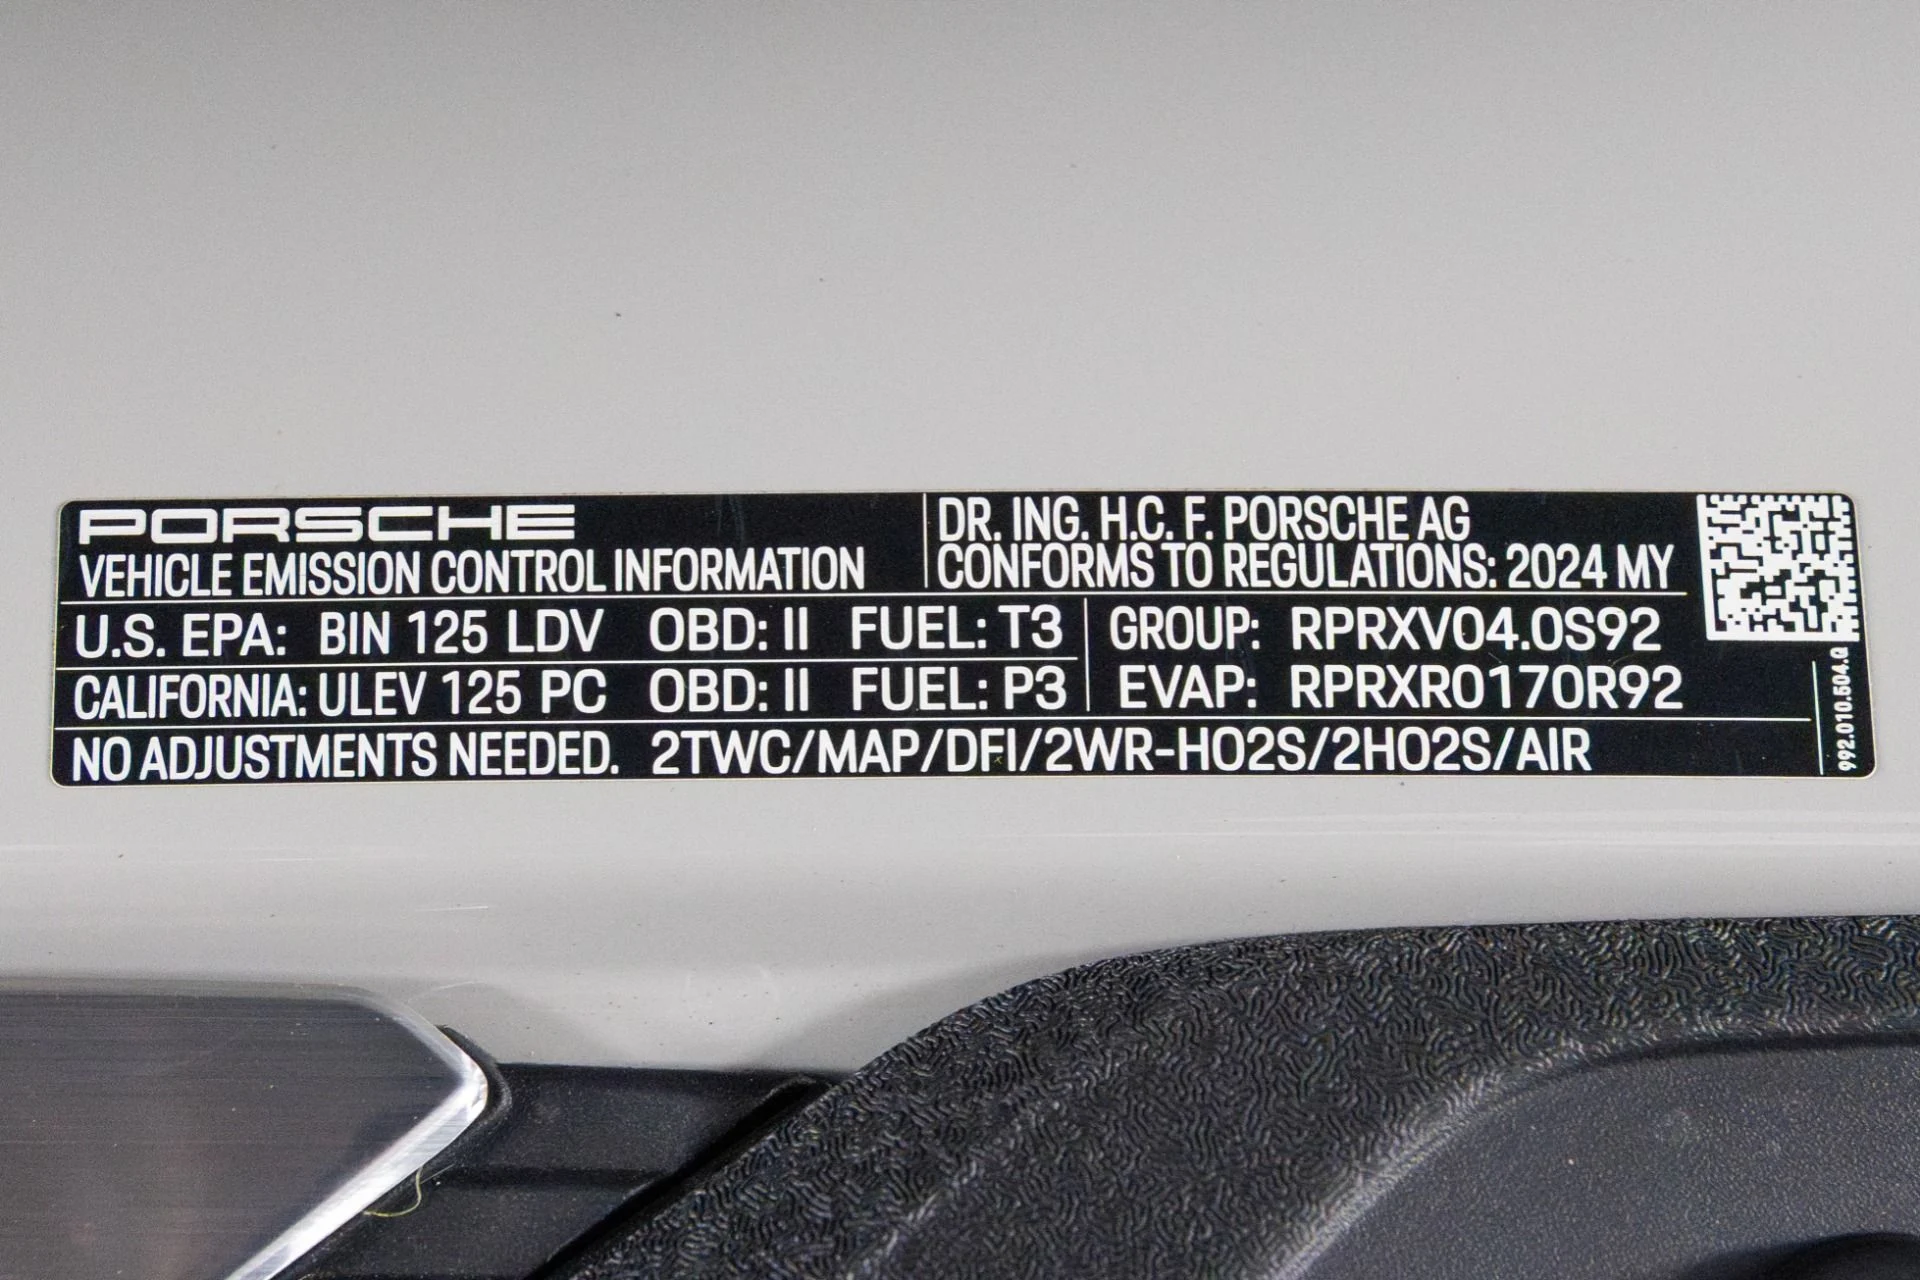 PORSCHE
VEHICLE EMISSION CONTROL INFORMATION
DR. ING. H.C. F. PORSCHE AG
CONFORMS TO REGULATIONS: 2024 MY
U.S. EPA: BIN 125 LDV OBD: II FUEL: T3
GROUP: RPRXV04.0S92
CALIFORNIA: ULEV 125 PC OBD: II FUEL: P3
EVAP: RPRXR0170R92
NO ADJUSTMENTS NEEDED. 2TWC/MAP/DFI/2WR-HO2S/2HO2S/AIR
992.010.504.Q